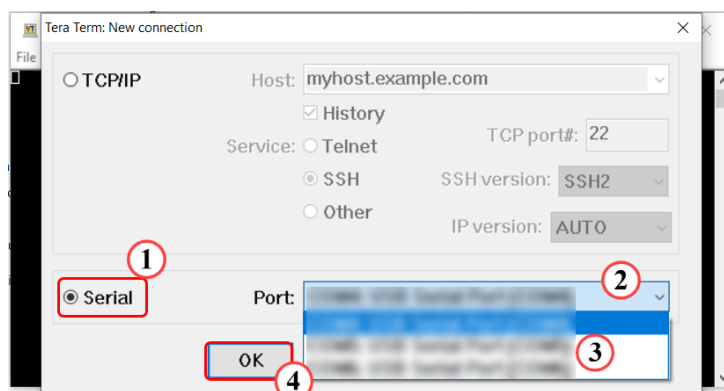 VT Tera Term: New connection
File
TCP/IP Host: myhost.example.com
History
Service: Telnet TCP port#: 22
SSH SSH version: SSH2
Other IP version: AUTO
1
Serial Port: 2
3
OK
4